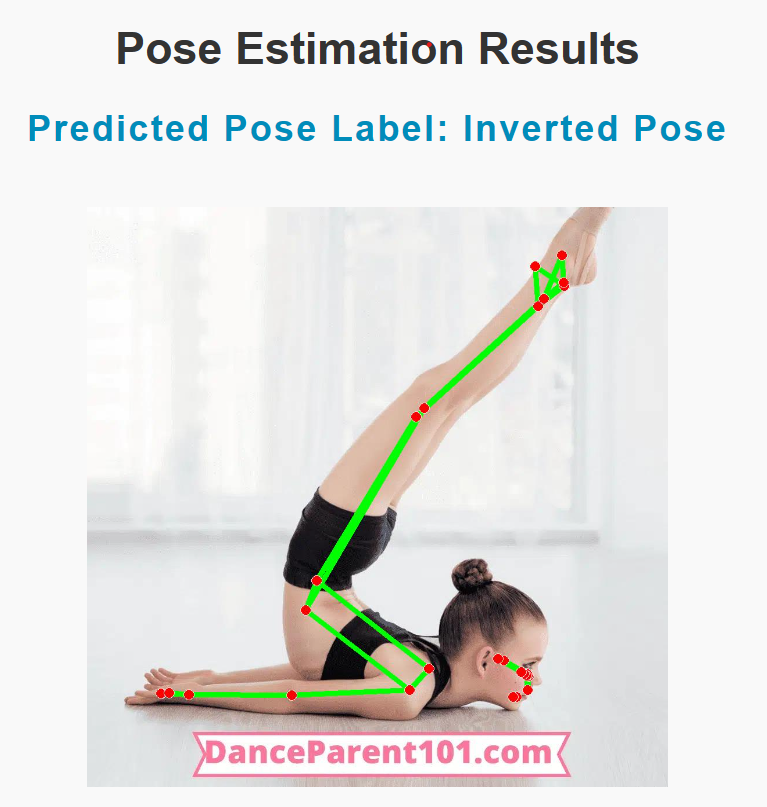 Pose Estimation Results
Predicted Pose Label: Inverted Pose
DanceParent101.com